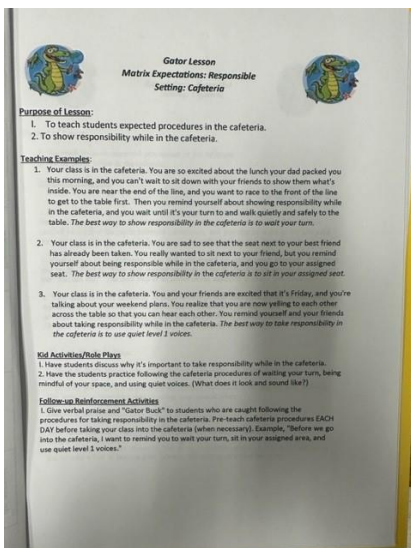 Gator Lesson
Matrix Expectations: Responsible
Setting: Cafeteria
Purpose of Lesson:
1. To teach students expected procedures in the cafeteria.
2. To show responsibility while in the cafeteria.
Teaching Examples:
1. Your class is in the cafeteria. You are so excited about the lunch your dad packed you
this morning, and you can't wait to sit down with your friends to show them what's
inside. You are near the end of the line, and you want to race to the front of the line
to get to the table first. Then you remind yourself about showing responsibility while
in the cafeteria, and you wait until it's your turn to and walk quietly and safely to the
table. The best way to show responsibility in the cafeteria is to wait your turn.
2. Your class is in the cafeteria. You are sad to see that the seat next to your best friend
has already been taken. You really wanted to sit next to your friend, but you remind
yourself about being responsible while in the cafeteria, and you go to your assigned
seat. The best way to show responsibility in the cafeteria is to sit in your assigned seat.
3. Your class is in the cafeteria. You and your friends are excited that it's Friday, and you're
talking about your weekend plans. You realize that you are now yelling to each other
across the table so that you can hear each other. You remind yourself and your friends
about taking responsibility while in the cafeteria. The best way to take responsibility in
the cafeteria is to use quiet level 1 voices.
Kid Activities/Role Plays
1. Have students discuss why it's important to take responsibility while in the cafeteria.
2. Have the students practice following the cafeteria procedures of waiting your turn, being
mindful of your space, and using quiet voices. (What does it look and sound like?)
Follow-up Reinforcement Activities
1. Give verbal praise and "Gator Buck" to students who are caught following the
procedures for taking responsibility in the cafeteria. Pre-teach cafeteria procedures EACH
DAY before taking your class into the cafeteria (when necessary). Example, "Before we go
into the cafeteria, I want to remind you to wait your turn, sit in your assigned area, and
use quiet level 1 voices."